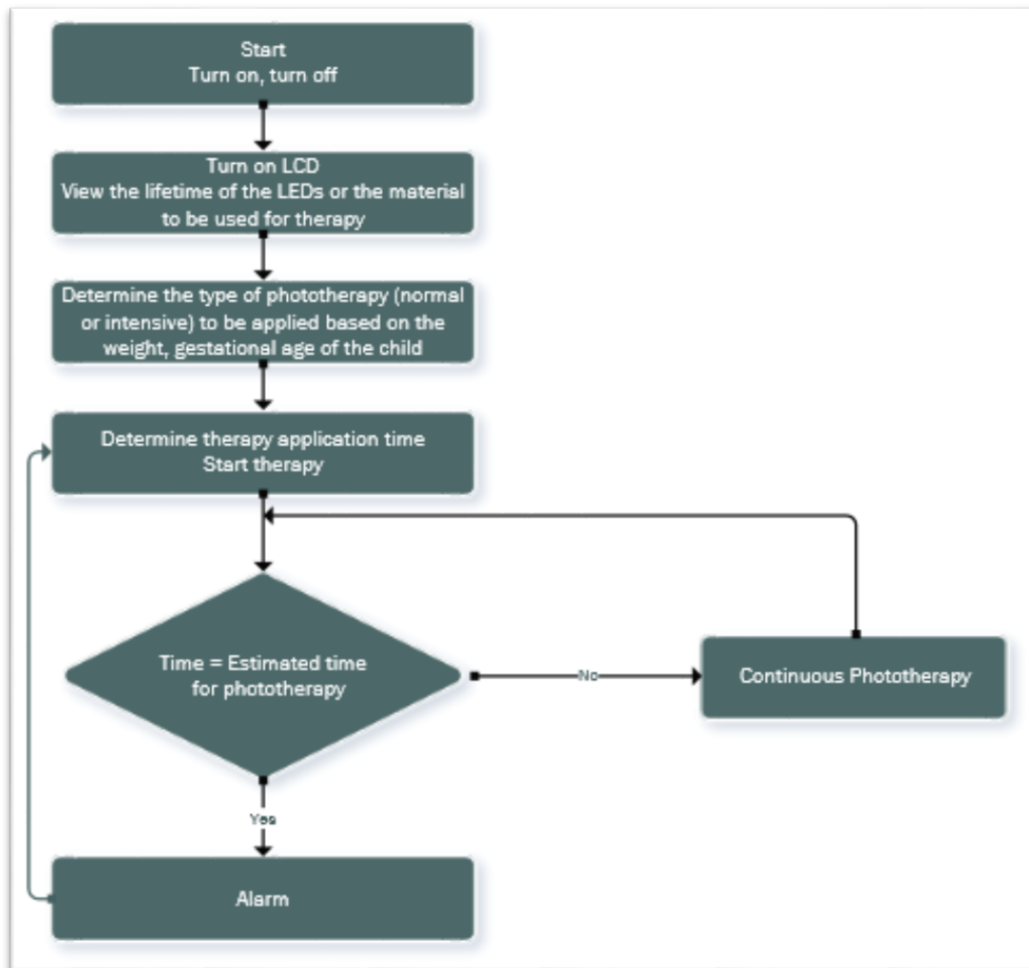 Start
Turn on, turn off
Turn on LCD
View the lifetime of the LEDs or the material
to be used for therapy
Determine the type of phototherapy (normal
or intensive) to be applied based on the
weight, gestational age of the child
Determine therapy application time
Start therapy
Time = Estimated time
for phototherapy
No
Continuous Phototherapy
Yes
Alarm